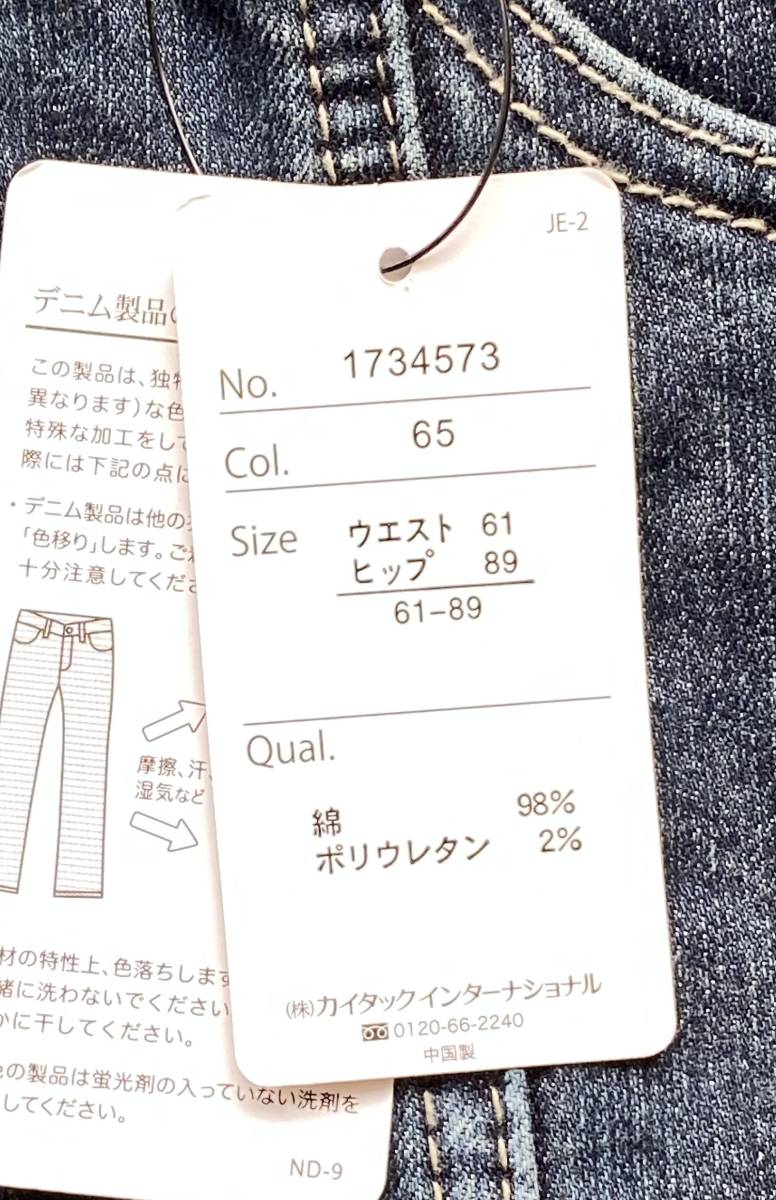 JE-2
No. 1734573
Col. 65
Size ウエスト 61
ヒップ 89
61-89
Qual.
綿 98%
ポリウレタン 2%
(株)カイタックインターナショナル
0120-66-2240
中国製
デニム製品
この製品は、独特
異なります)な色
特殊な加工をして
際には下記の点に
・デニム製品は他の
「色移り」します。ご
十分注意してくださ
摩擦、汗、
湿気など
材の特性上、色落ちします
緒に洗わないでください
かに干してください。
の製品は蛍光剤の入っていない洗剤を
してください。
ND-9